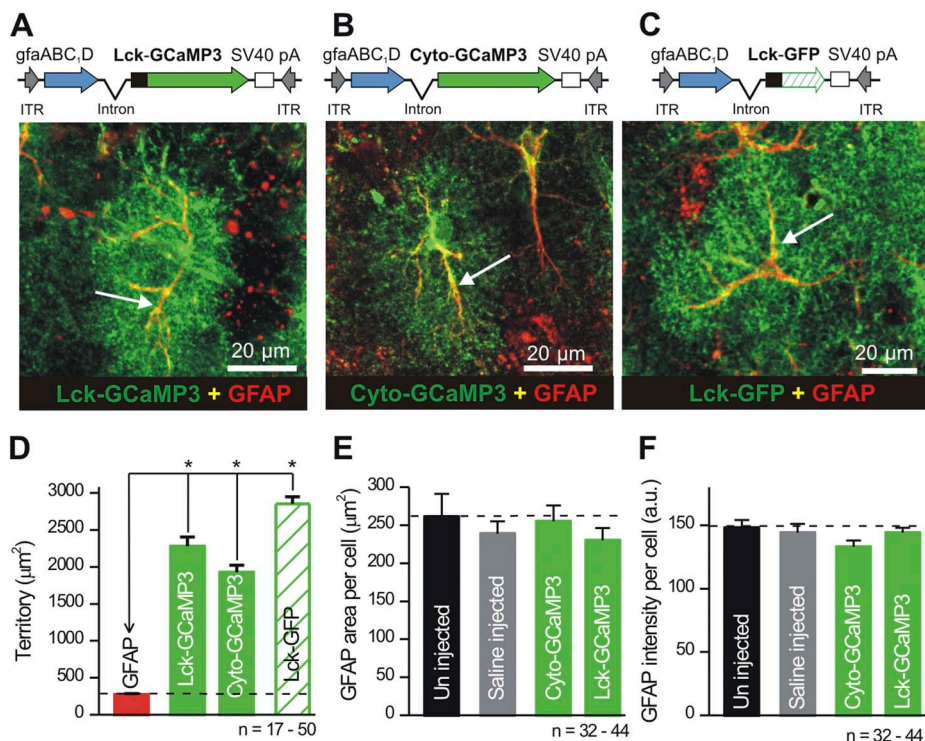 A
gfaABC₁D Lck-GCaMP3 SV40 pA
ITR Intron ITR
20 µm
Lck-GCaMP3 + GFAP
B
gfaABC₁D Cyto-GCaMP3 SV40 pA
ITR Intron ITR
20 µm
Cyto-GCaMP3 + GFAP
C
gfaABC₁D Lck-GFP SV40 pA
ITR Intron ITR
20 µm
Lck-GFP + GFAP
D
* * *
Territory (µm²)
3000
2500
2000
1500
1000
500
100
GFAP
Lck-GCaMP3
Cyto-GCaMP3
Lck-GFP
n = 17 - 50
E
GFAP area per cell (µm²)
300
250
200
150
100
50
0
Un injected
Saline injected
Cyto-GCaMP3
Lck-GCaMP3
n = 32 - 44
F
GFAP intensity per cell (a.u.)
150
100
50
0
Un injected
Saline injected
Cyto-GCaMP3
Lck-GCaMP3
n = 32 - 44